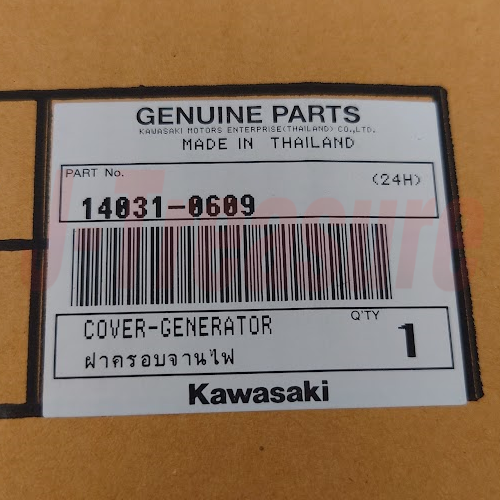 GENUINE PARTS
KAWASAKI MOTORS ENTERPRISE(THAILAND) CO.,LTD.
MADE IN THAILAND
PART No.
(24H)
14031-0609
COVER-GENERATOR
Q'TY
1
ฝาครอบจานไฟ
Kawasaki
J-Treasure